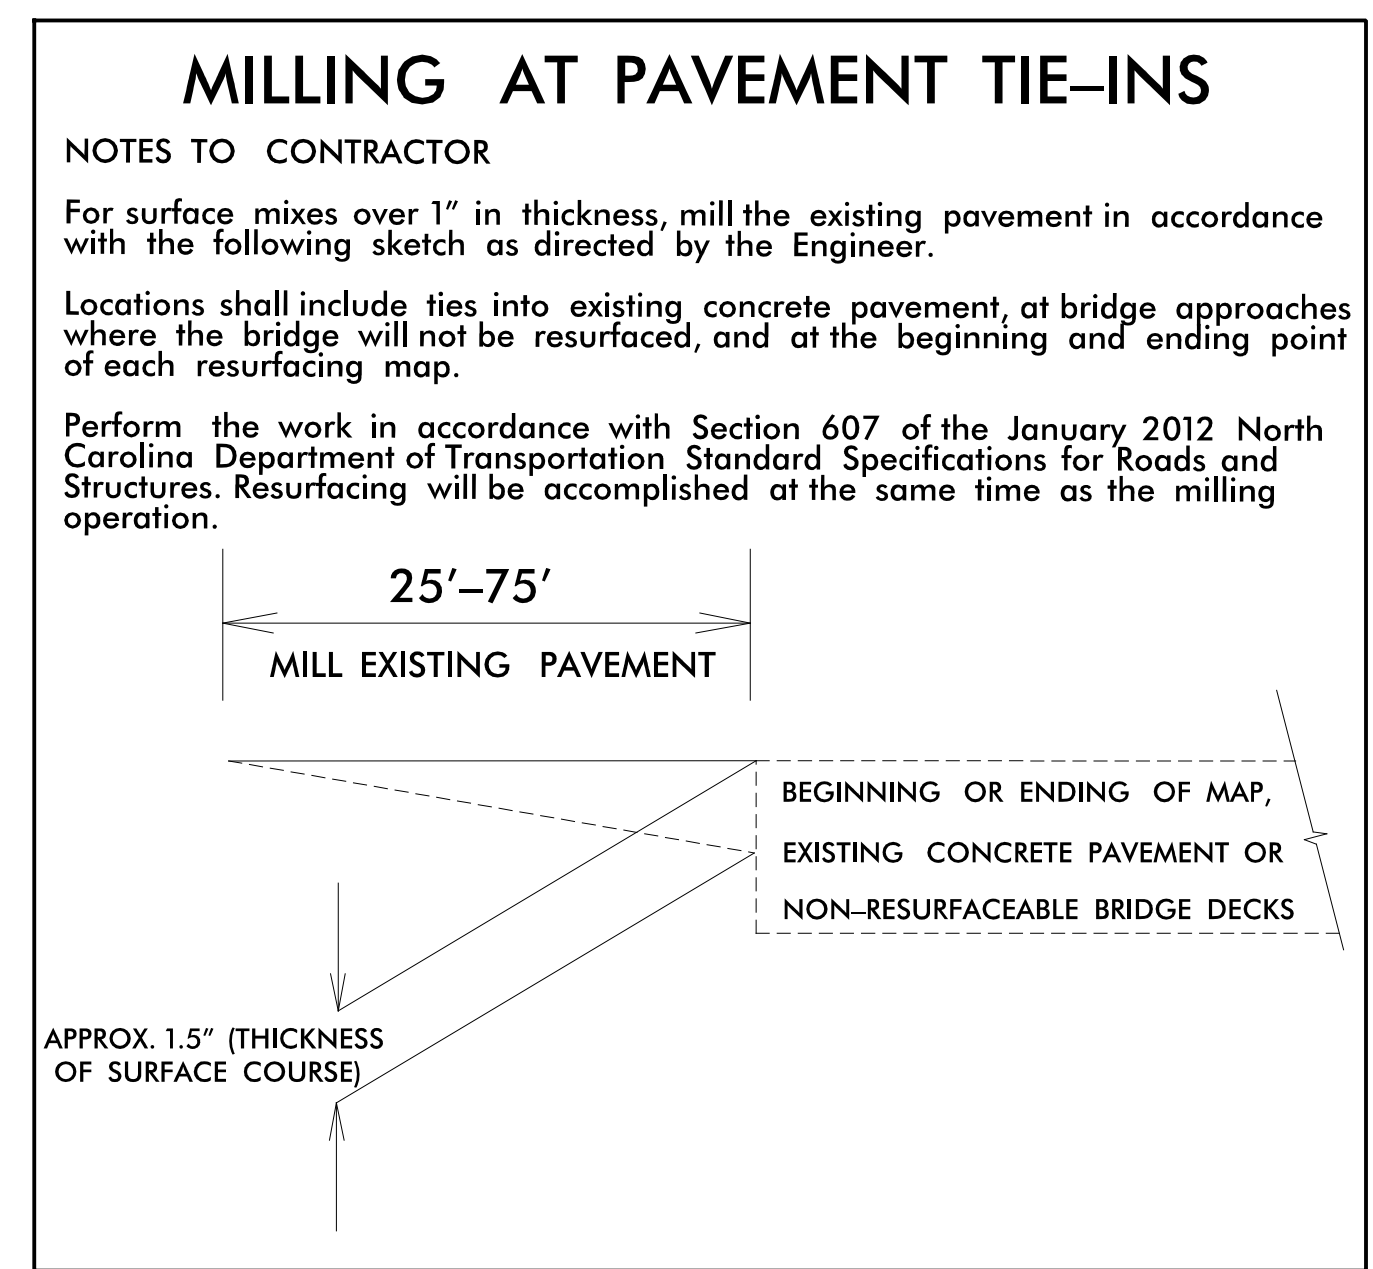 MILLING AT PAVEMENT TIE–INS
NOTES TO CONTRACTOR
For surface mixes over 1" in thickness, mill the existing pavement in accordance
with the following sketch as directed by the Engineer.
Locations shall include ties into existing concrete pavement, at bridge approaches
where the bridge will not be resurfaced, and at the beginning and ending point
of each resurfacing map.
Perform the work in accordance with Section 607 of the January 2012 North
Carolina Department of Transportation Standard Specifications for Roads and
Structures. Resurfacing will be accomplished at the same time as the milling
operation.
25'–75'
MILL EXISTING PAVEMENT
BEGINNING OR ENDING OF MAP,
EXISTING CONCRETE PAVEMENT OR
NON–RESURFACEABLE BRIDGE DECKS
APPROX. 1.5" (THICKNESS
OF SURFACE COURSE)